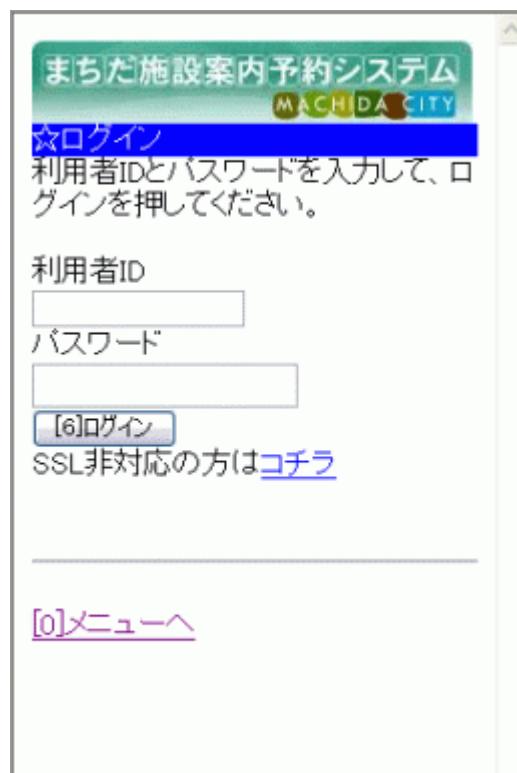 まちだ施設案内予約システム
MACHIDA CITY
☆ログイン
利用者IDとパスワードを入力して、ロ
グインを押してください。
利用者ID
パスワード
[6]ログイン
SSL非対応の方はコチラ
[0]メニューへ